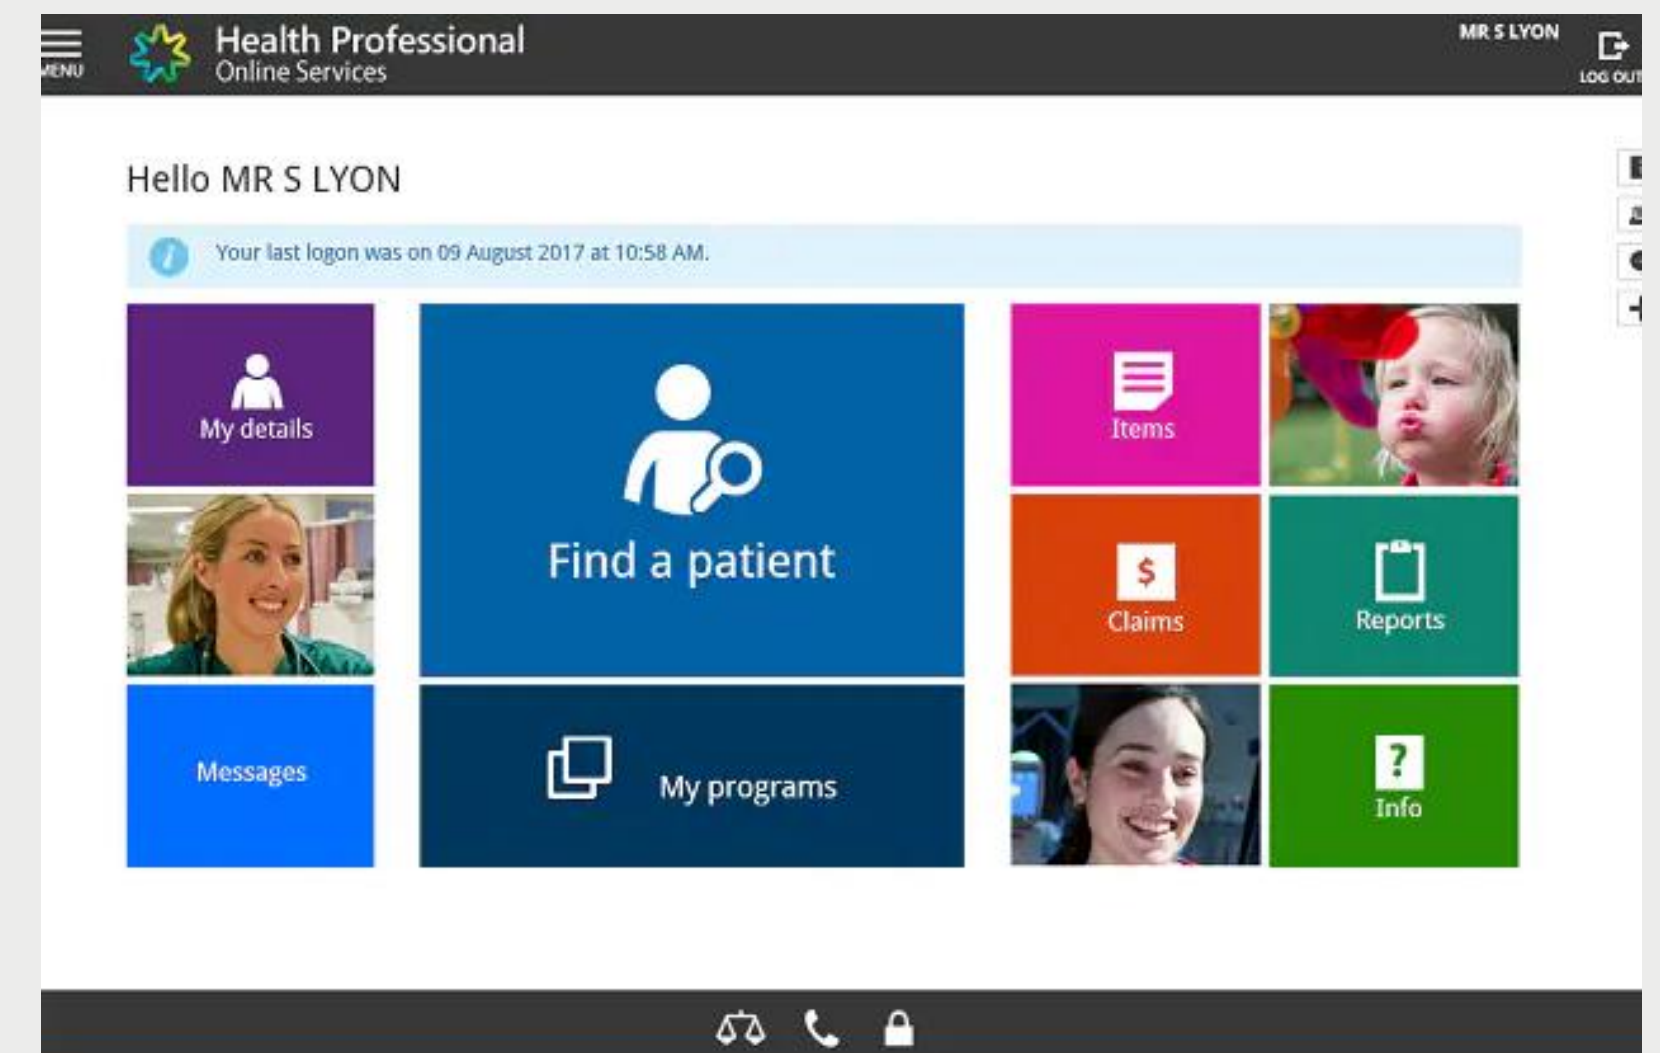 MENU
Health Professional
Online Services
MR S LYON
LOG OUT
Hello MR S LYON
Your last logon was on 09 August 2017 at 10:58 AM.
My details
Find a patient
Items
$
Claims
Reports
Messages
My programs
?
Info